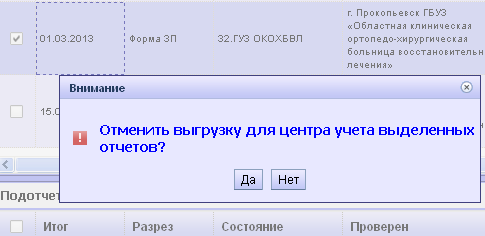 г. Прокопьевск ГБУЗ
«Областная клиническая
01.03.2013 Форма ЗП 32.ГУЗ ОКОХБВЛ ортопедо-хирургическая
больница восстановительн
лечения»
Внимание
15.0
Отменить выгрузку для центра учета выделенных
отчетов?
Да Нет
Подотчет
Итог Разрез Состояние Проверен